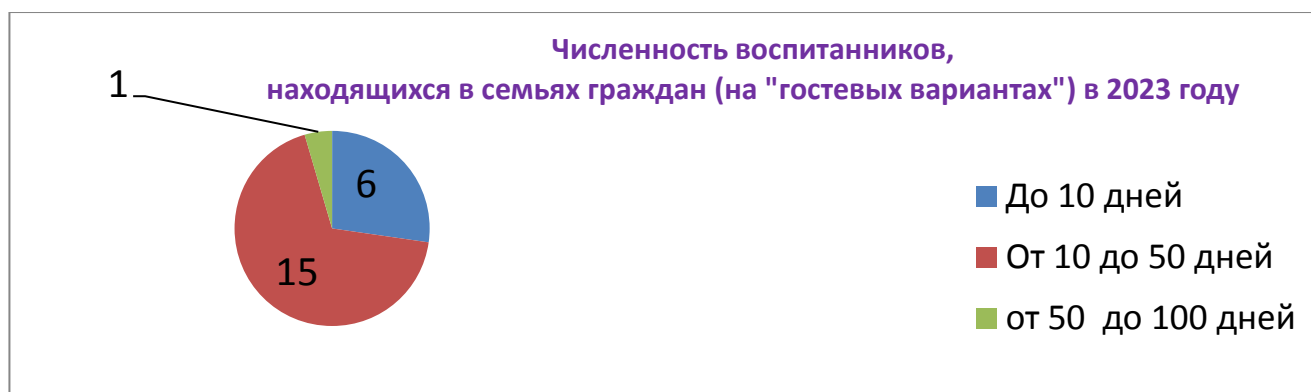 Численность воспитанников,
находящихся в семьях граждан (на "гостевых вариантах") в 2023 году
1
6
15
До 10 дней
От 10 до 50 дней
от 50  до 100 дней